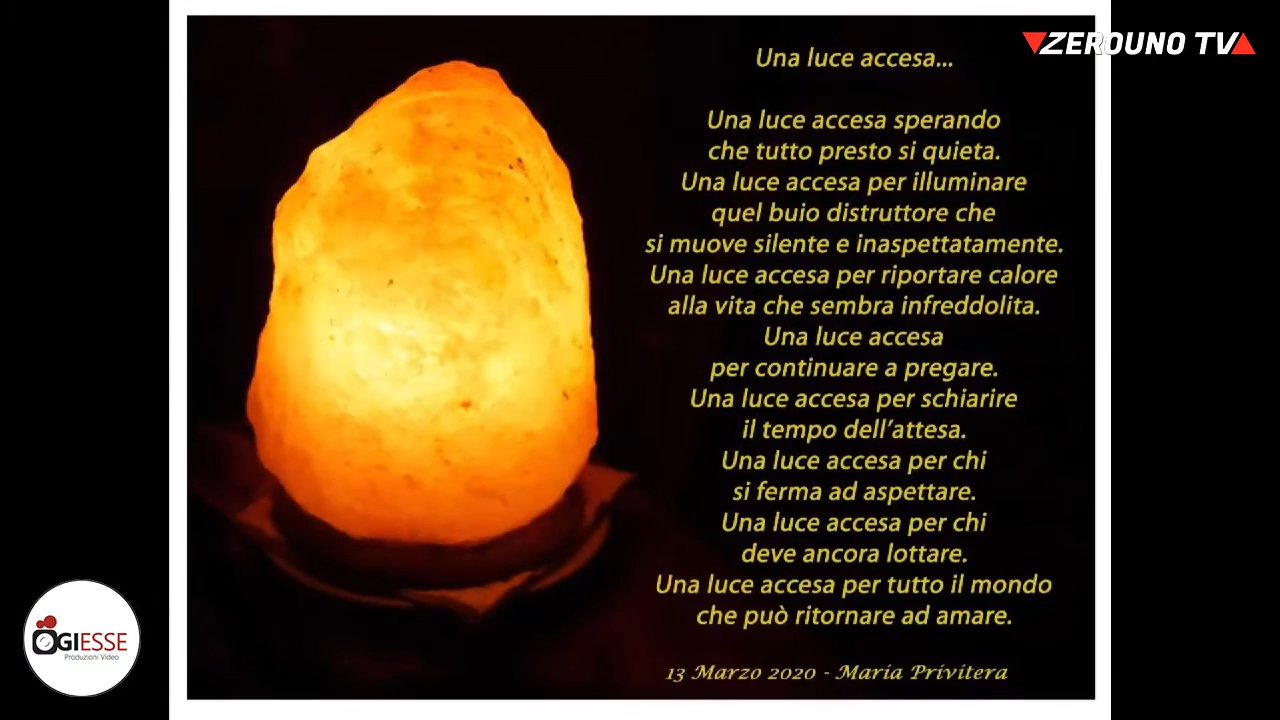 ZEROUNO TV
Una luce accesa...
Una luce accesa sperando
che tutto presto si quieta.
Una luce accesa per illuminare
quel buio distruttore che
si muove silente e inaspettatamente.
Una luce accesa per riportare calore
alla vita che sembra infreddolita.
Una luce accesa
per continuare a pregare.
Una luce accesa per schiarire
il tempo dell’attesa.
Una luce accesa per chi
si ferma ad aspettare.
Una luce accesa per chi
deve ancora lottare.
Una luce accesa per tutto il mondo
che può ritornare ad amare.
13 Marzo 2020 - Maria Privitera
OGIESSE
Produzioni Video